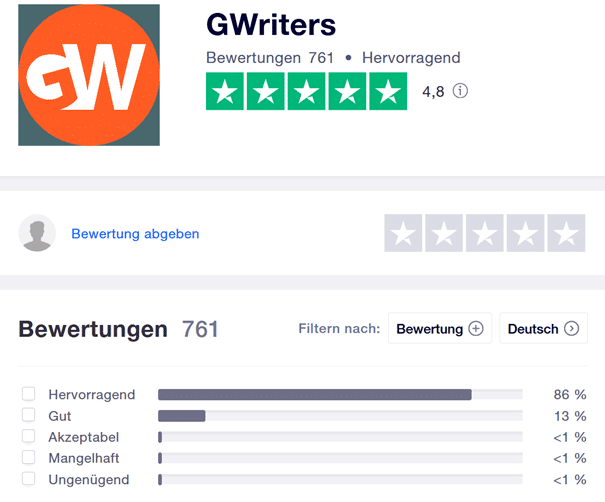 GW
GWriters
Bewertungen 761 • Hervorragend
4,8
Bewertung abgeben
Bewertungen 761
Filtern nach: Bewertung Deutsch
Hervorragend 86 %
Gut 13 %
Akzeptabel <1 %
Mangelhaft <1 %
Ungenügend <1 %